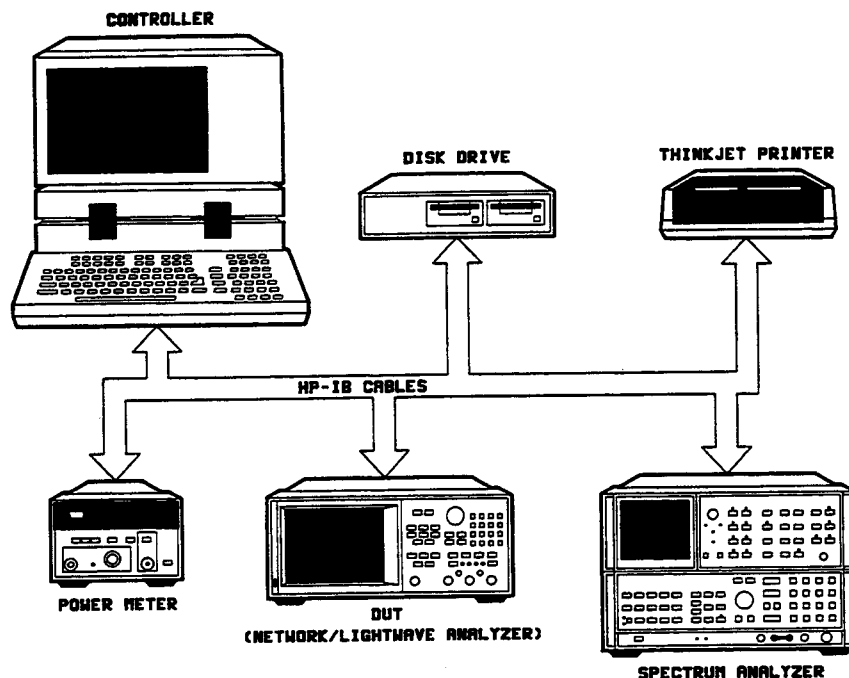 CONTROLLER
DISK DRIVE
THINKJET PRINTER
HP-IB CABLES
POWER METER
DUT
(NETWORK/LIGHTWAVE ANALYZER)
SPECTRUM ANALYZER